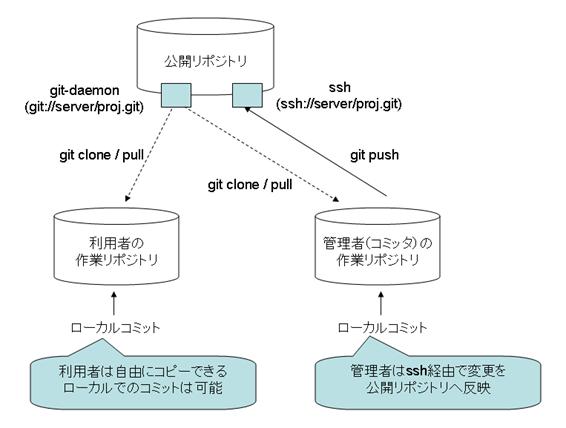 公開リポジトリ
git-daemon
(git://server/proj.git)
ssh
(ssh://server/proj.git)
git clone / pull
git push
git clone / pull
利用者の
作業リポジトリ
管理者(コミッタ)の
作業リポジトリ
ローカルコミット
ローカルコミット
利用者は自由にコピーできる
ローカルでのコミットは可能
管理者はssh経由で変更を
公開リポジトリへ反映